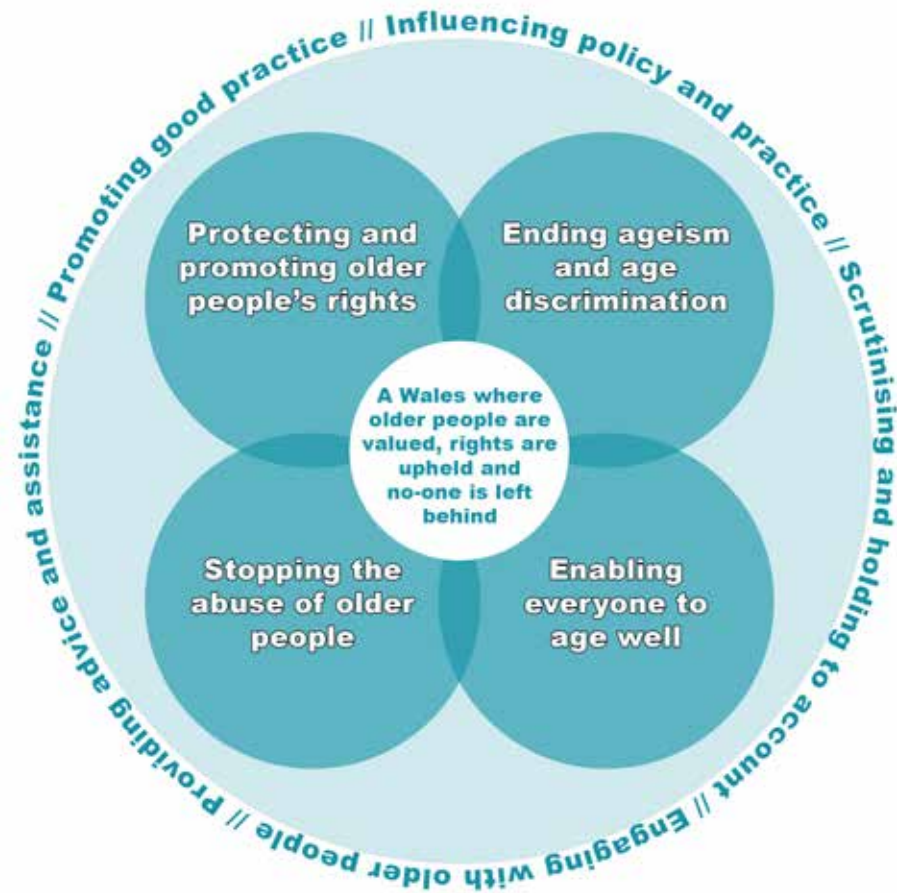 Promoting good practice // Influencing policy and practice // Scrutinising and holding to account // Engaging with older people // Providing advice and assistance //
Protecting and
promoting older
people's rights
Ending ageism
and age
discrimination
A Wales where
older people are
valued, rights are
upheld and
no-one is left
behind
Stopping the
abuse of older
people
Enabling
everyone to
age well